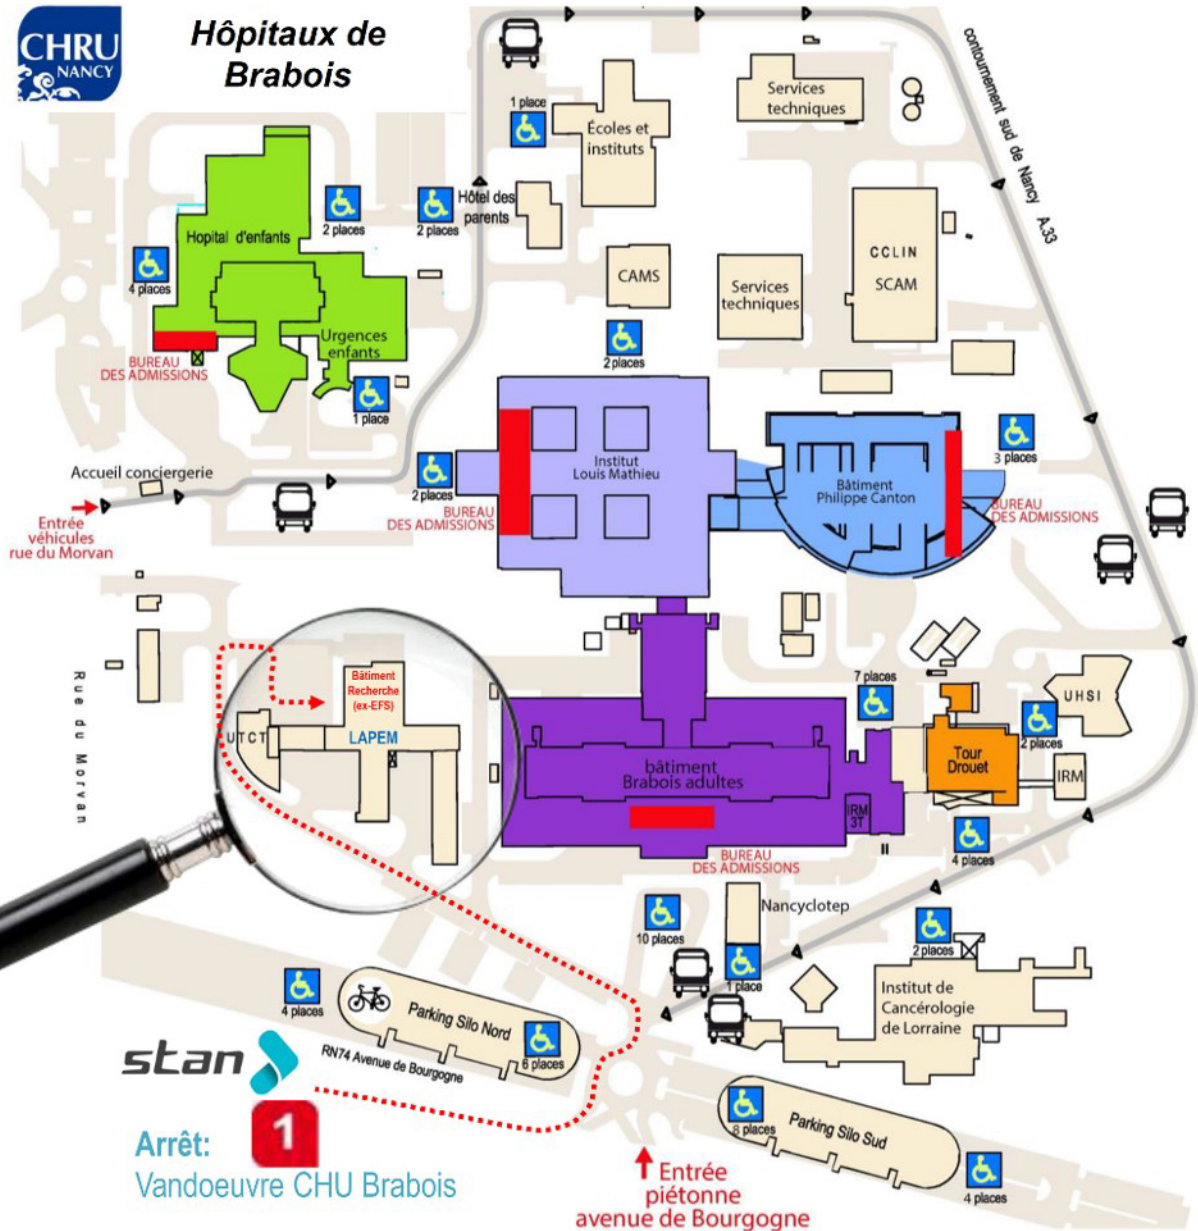 CHRU
NANCY
Hôpitaux de
Brabois
contournement sud de Nancy A.33
1 place
Écoles et
instituts
Services
techniques
Hôtel des
parents
2 places
2 places
Hopital d'enfants
4 places
Urgences
enfants
BUREAU
DES ADMISSIONS
1 place
CAMS
2 places
Services
techniques
CCLIN
SCAM
Accueil conciergerie
Entrée
véhicules
rue du Morvan
2 places
Institut
Louis Mathieu
BUREAU
DES ADMISSIONS
Bâtiment
Philippe Canton
3 places
BUREAU
DES ADMISSIONS
Rue du Morvan
Bâtiment
Recherche
(ex-EFS)
UTCT
LAPEM
bâtiment
Brabois adultes
IRM
3T
BUREAU
DES ADMISSIONS
7 places
Tour
Drouet
UHSI
2 places
IRM
4 places
Nancyclotep
10 places
1 place
2 places
Institut de
Cancérologie
de Lorraine
4 places
Parking Silo Nord
6 places
RN74 Avenue de Bourgogne
stan
1
Arrêt:
Vandoeuvre CHU Brabois
8 places
Parking Silo Sud
4 places
Entrée
piétonne
avenue de Bourgogne